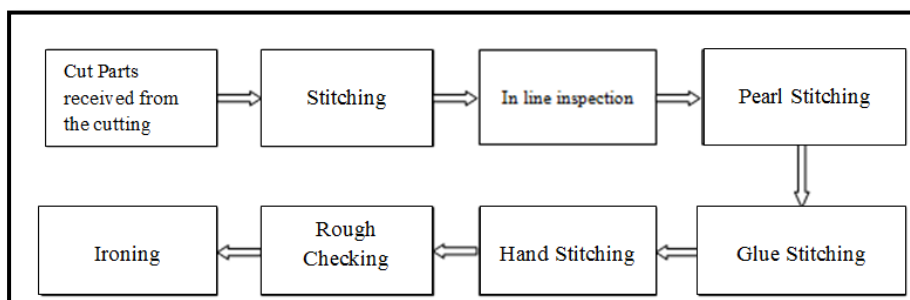 Cut Parts
received from
the cutting
Stitching
In line inspection
Pearl Stitching
Glue Stitching
Hand Stitching
Rough
Checking
Ironing